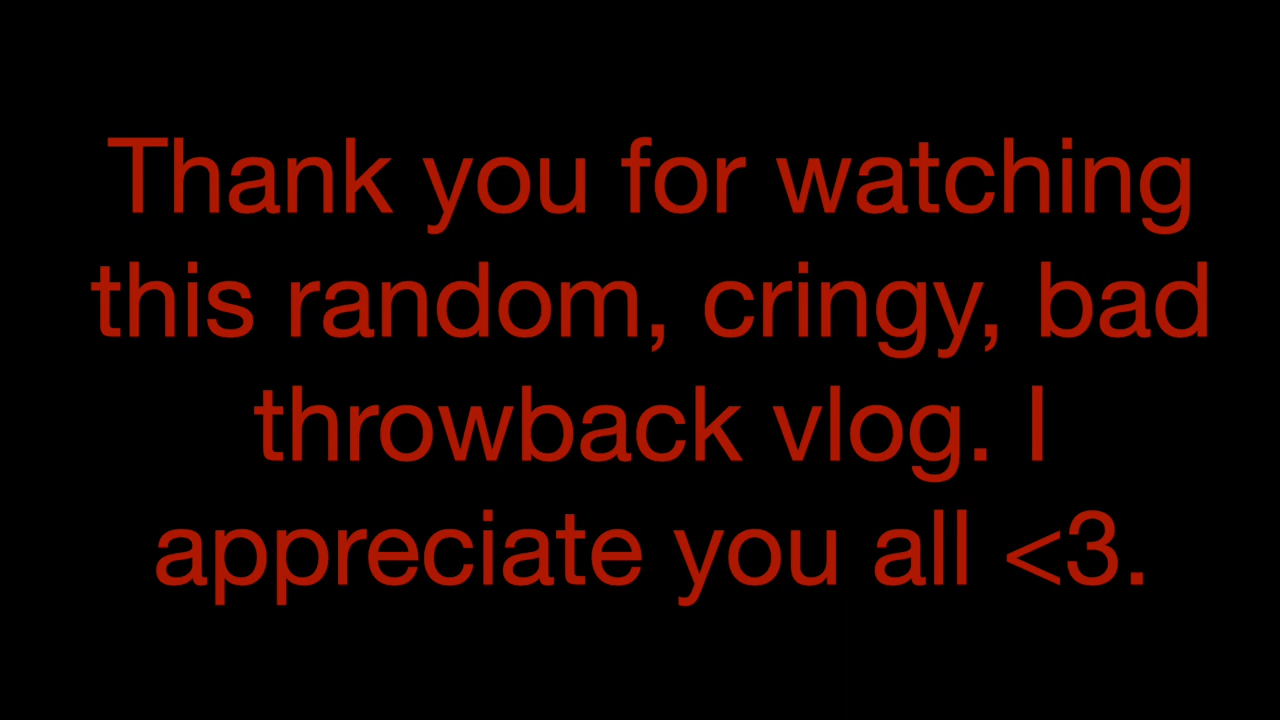 Thank you for watching
this random, cringy, bad
throwback vlog. I
appreciate you all <3.